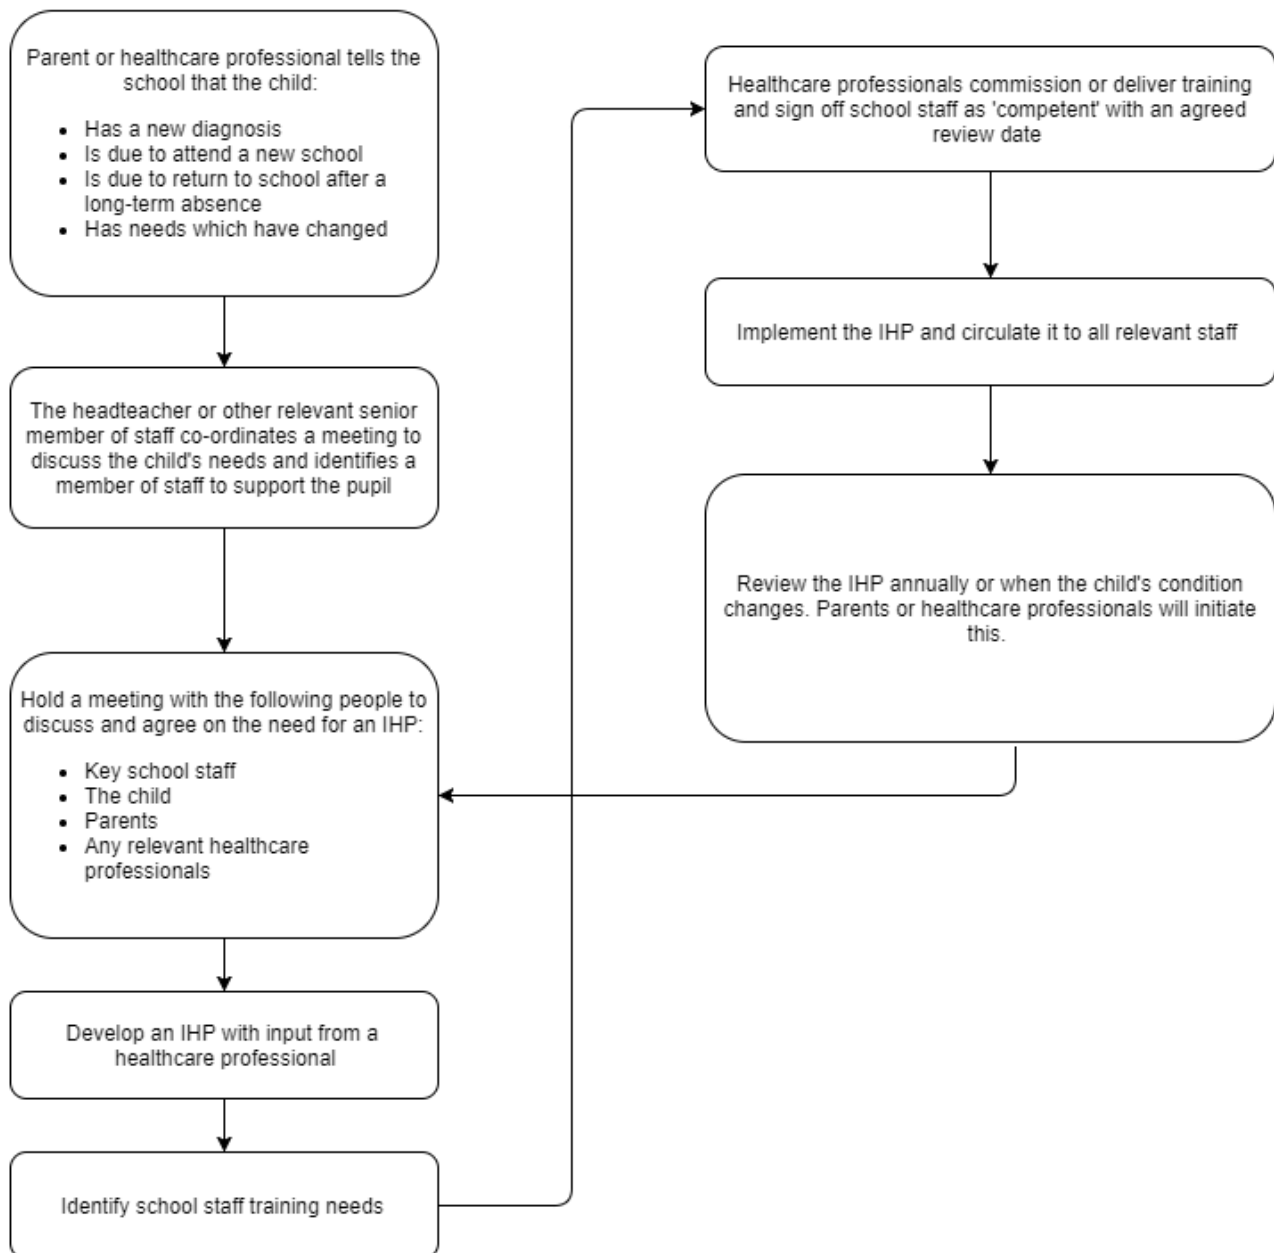 Parent or healthcare professional tells the
school that the child:
• Has a new diagnosis
• Is due to attend a new school
• Is due to return to school after a
long-term absence
• Has needs which have changed
The headteacher or other relevant senior
member of staff co-ordinates a meeting to
discuss the child's needs and identifies a
member of staff to support the pupil
Hold a meeting with the following people to
discuss and agree on the need for an IHP:
• Key school staff
• The child
• Parents
• Any relevant healthcare
professionals
Develop an IHP with input from a
healthcare professional
Identify school staff training needs
Healthcare professionals commission or deliver training
and sign off school staff as 'competent' with an agreed
review date
Implement the IHP and circulate it to all relevant staff
Review the IHP annually or when the child's condition
changes. Parents or healthcare professionals will initiate
this.